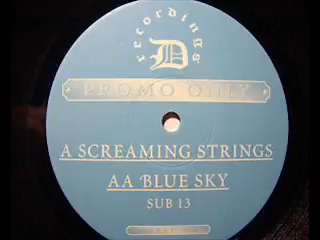 recordings
D
PROMO ONLY
A SCREAMING STRINGS
AA BLUE SKY
SUB 13